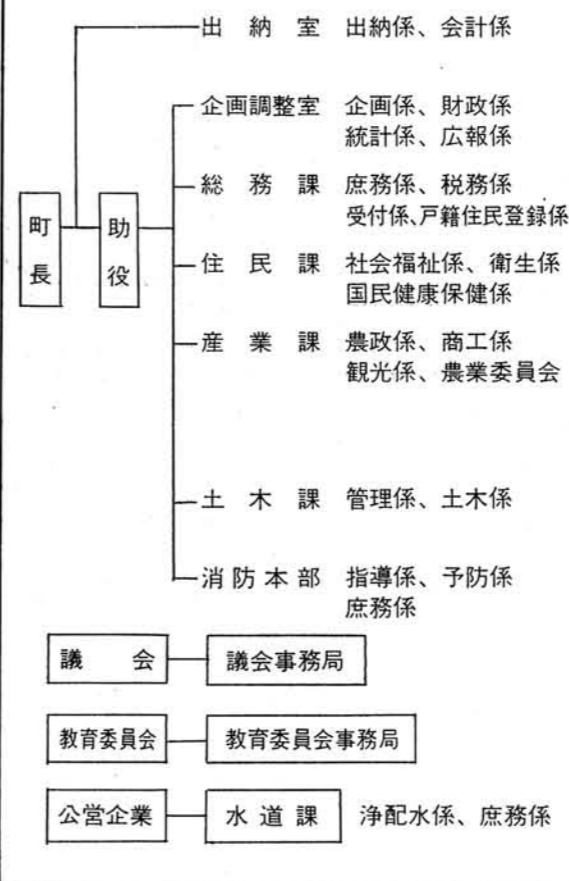 出納室 出納係、会計係
企画調整室 企画係、財政係
統計係、広報係
総務課 庶務係、税務係
受付係、戸籍住民登録係
町長 助役
住民課 社会福祉係、衛生係
国民健康保健係
産業課 農政係、商工係
観光係、農業委員会
土木課 管理係、土木係
消防本部 指導係、予防係
庶務係
議会 議会事務局
教育委員会 教育委員会事務局
公営企業 水道課 浄配水係、庶務係